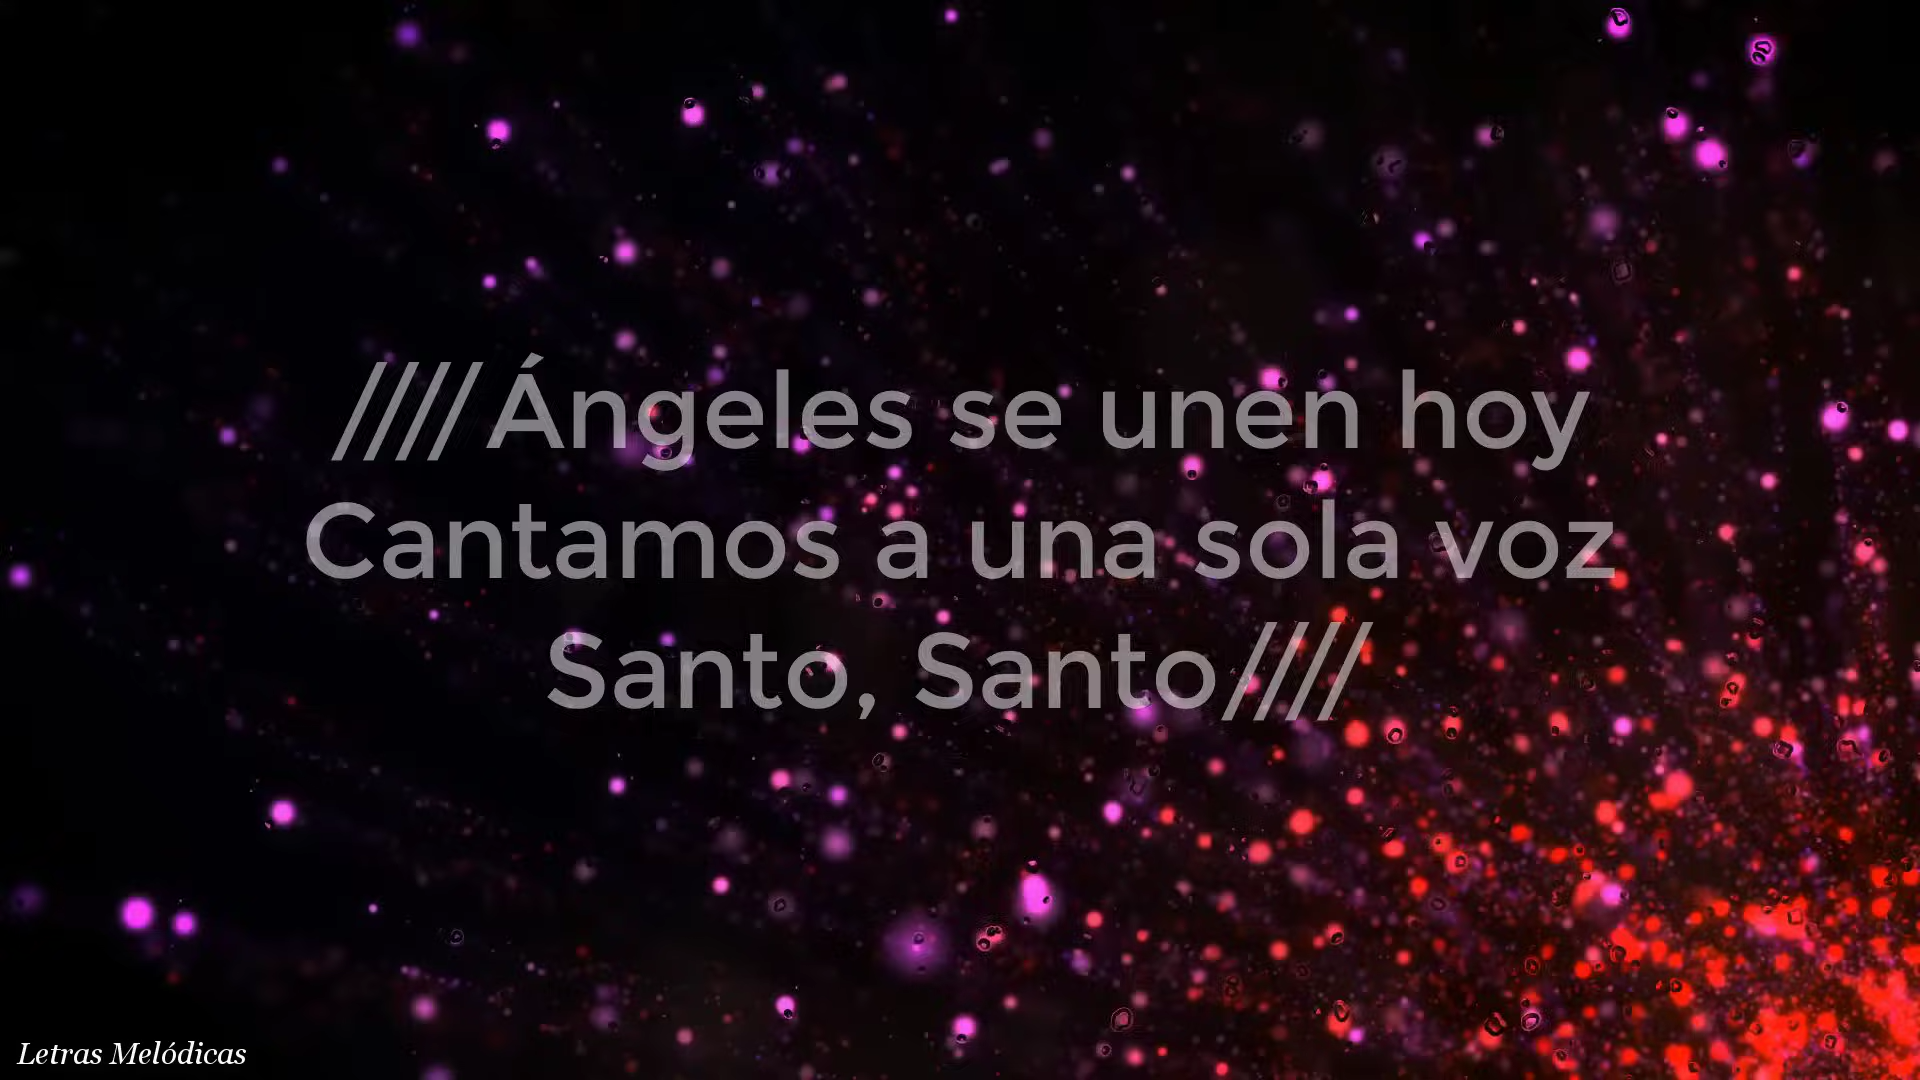 ////Ángeles se unen hoy
Cantamos a una sola voz
Santo, Santo////
Letras Melódicas